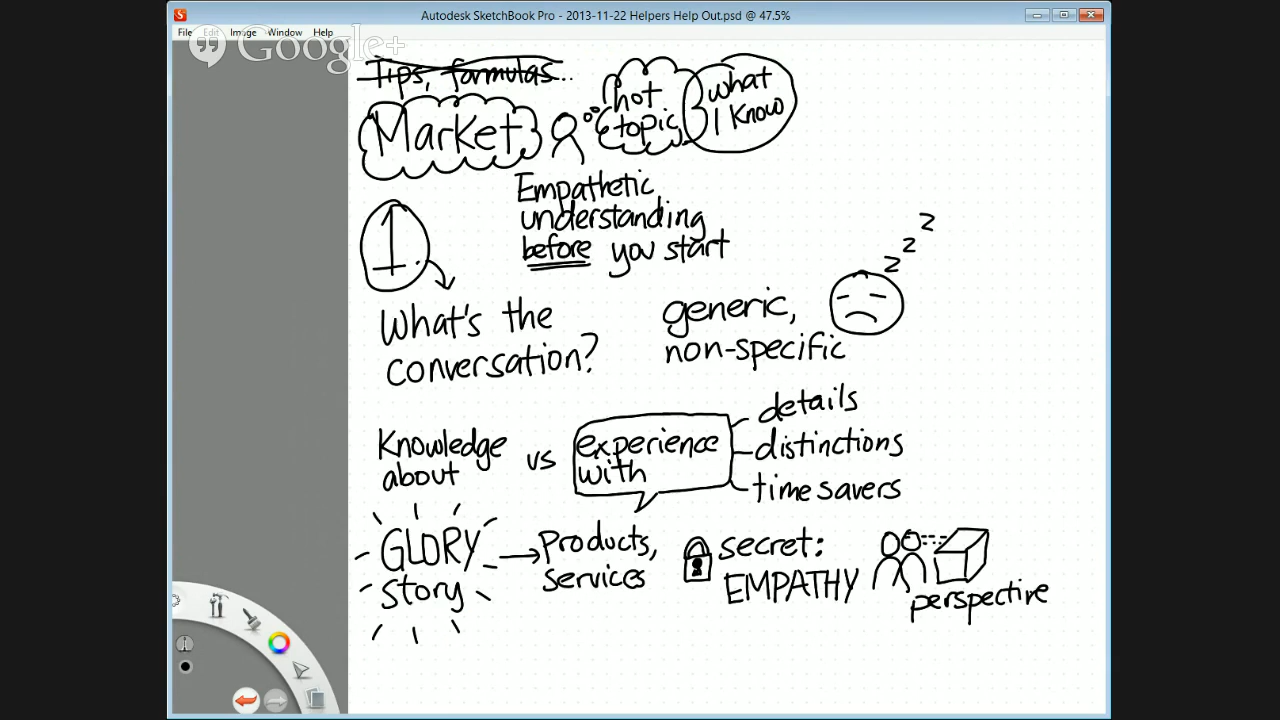 Autodesk SketchBook Pro - 2013-11-22 Helpers Help Out.psd @ 47.5%
File Edit Image Window Help
Google+
Tips, formulas...
Market
hot
topic
what
I know
Empathetic
understanding
before you start
1
z z z
What's the
conversation?
generic,
non-specific
Knowledge
about
vs
experience
with
details
distinctions
time savers
GLORY
story
Products,
services
secret:
EMPATHY
perspective